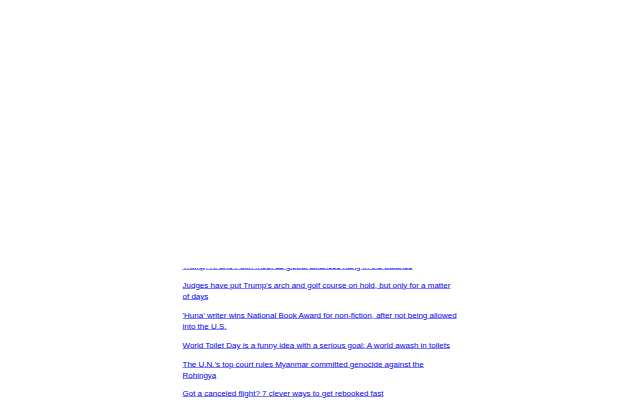 Judges have put Trump's arch and golf course on hold, but only for a matter
of days
'Huna' writer wins National Book Award for non-fiction, after not being allowed
into the U.S.
World Toilet Day is a funny idea with a serious goal: A world awash in toilets
The U.N.'s top court rules Myanmar committed genocide against the
Rohingya
Got a canceled flight? 7 clever ways to get rebooked fast